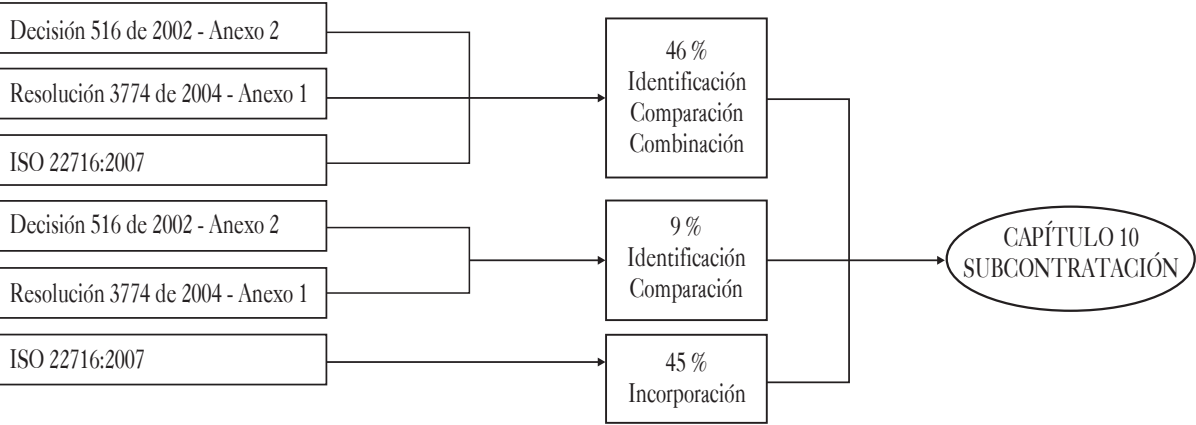 Decisión 516 de 2002 - Anexo 2
Resolución 3774 de 2004 - Anexo 1
ISO 22716:2007
Decisión 516 de 2002 - Anexo 2
Resolución 3774 de 2004 - Anexo 1
ISO 22716:2007
46 %
Identificación
Comparación
Combinación
9 %
Identificación
Comparación
45 %
Incorporación
CAPÍTULO 10
SUBCONTRATACIÓN